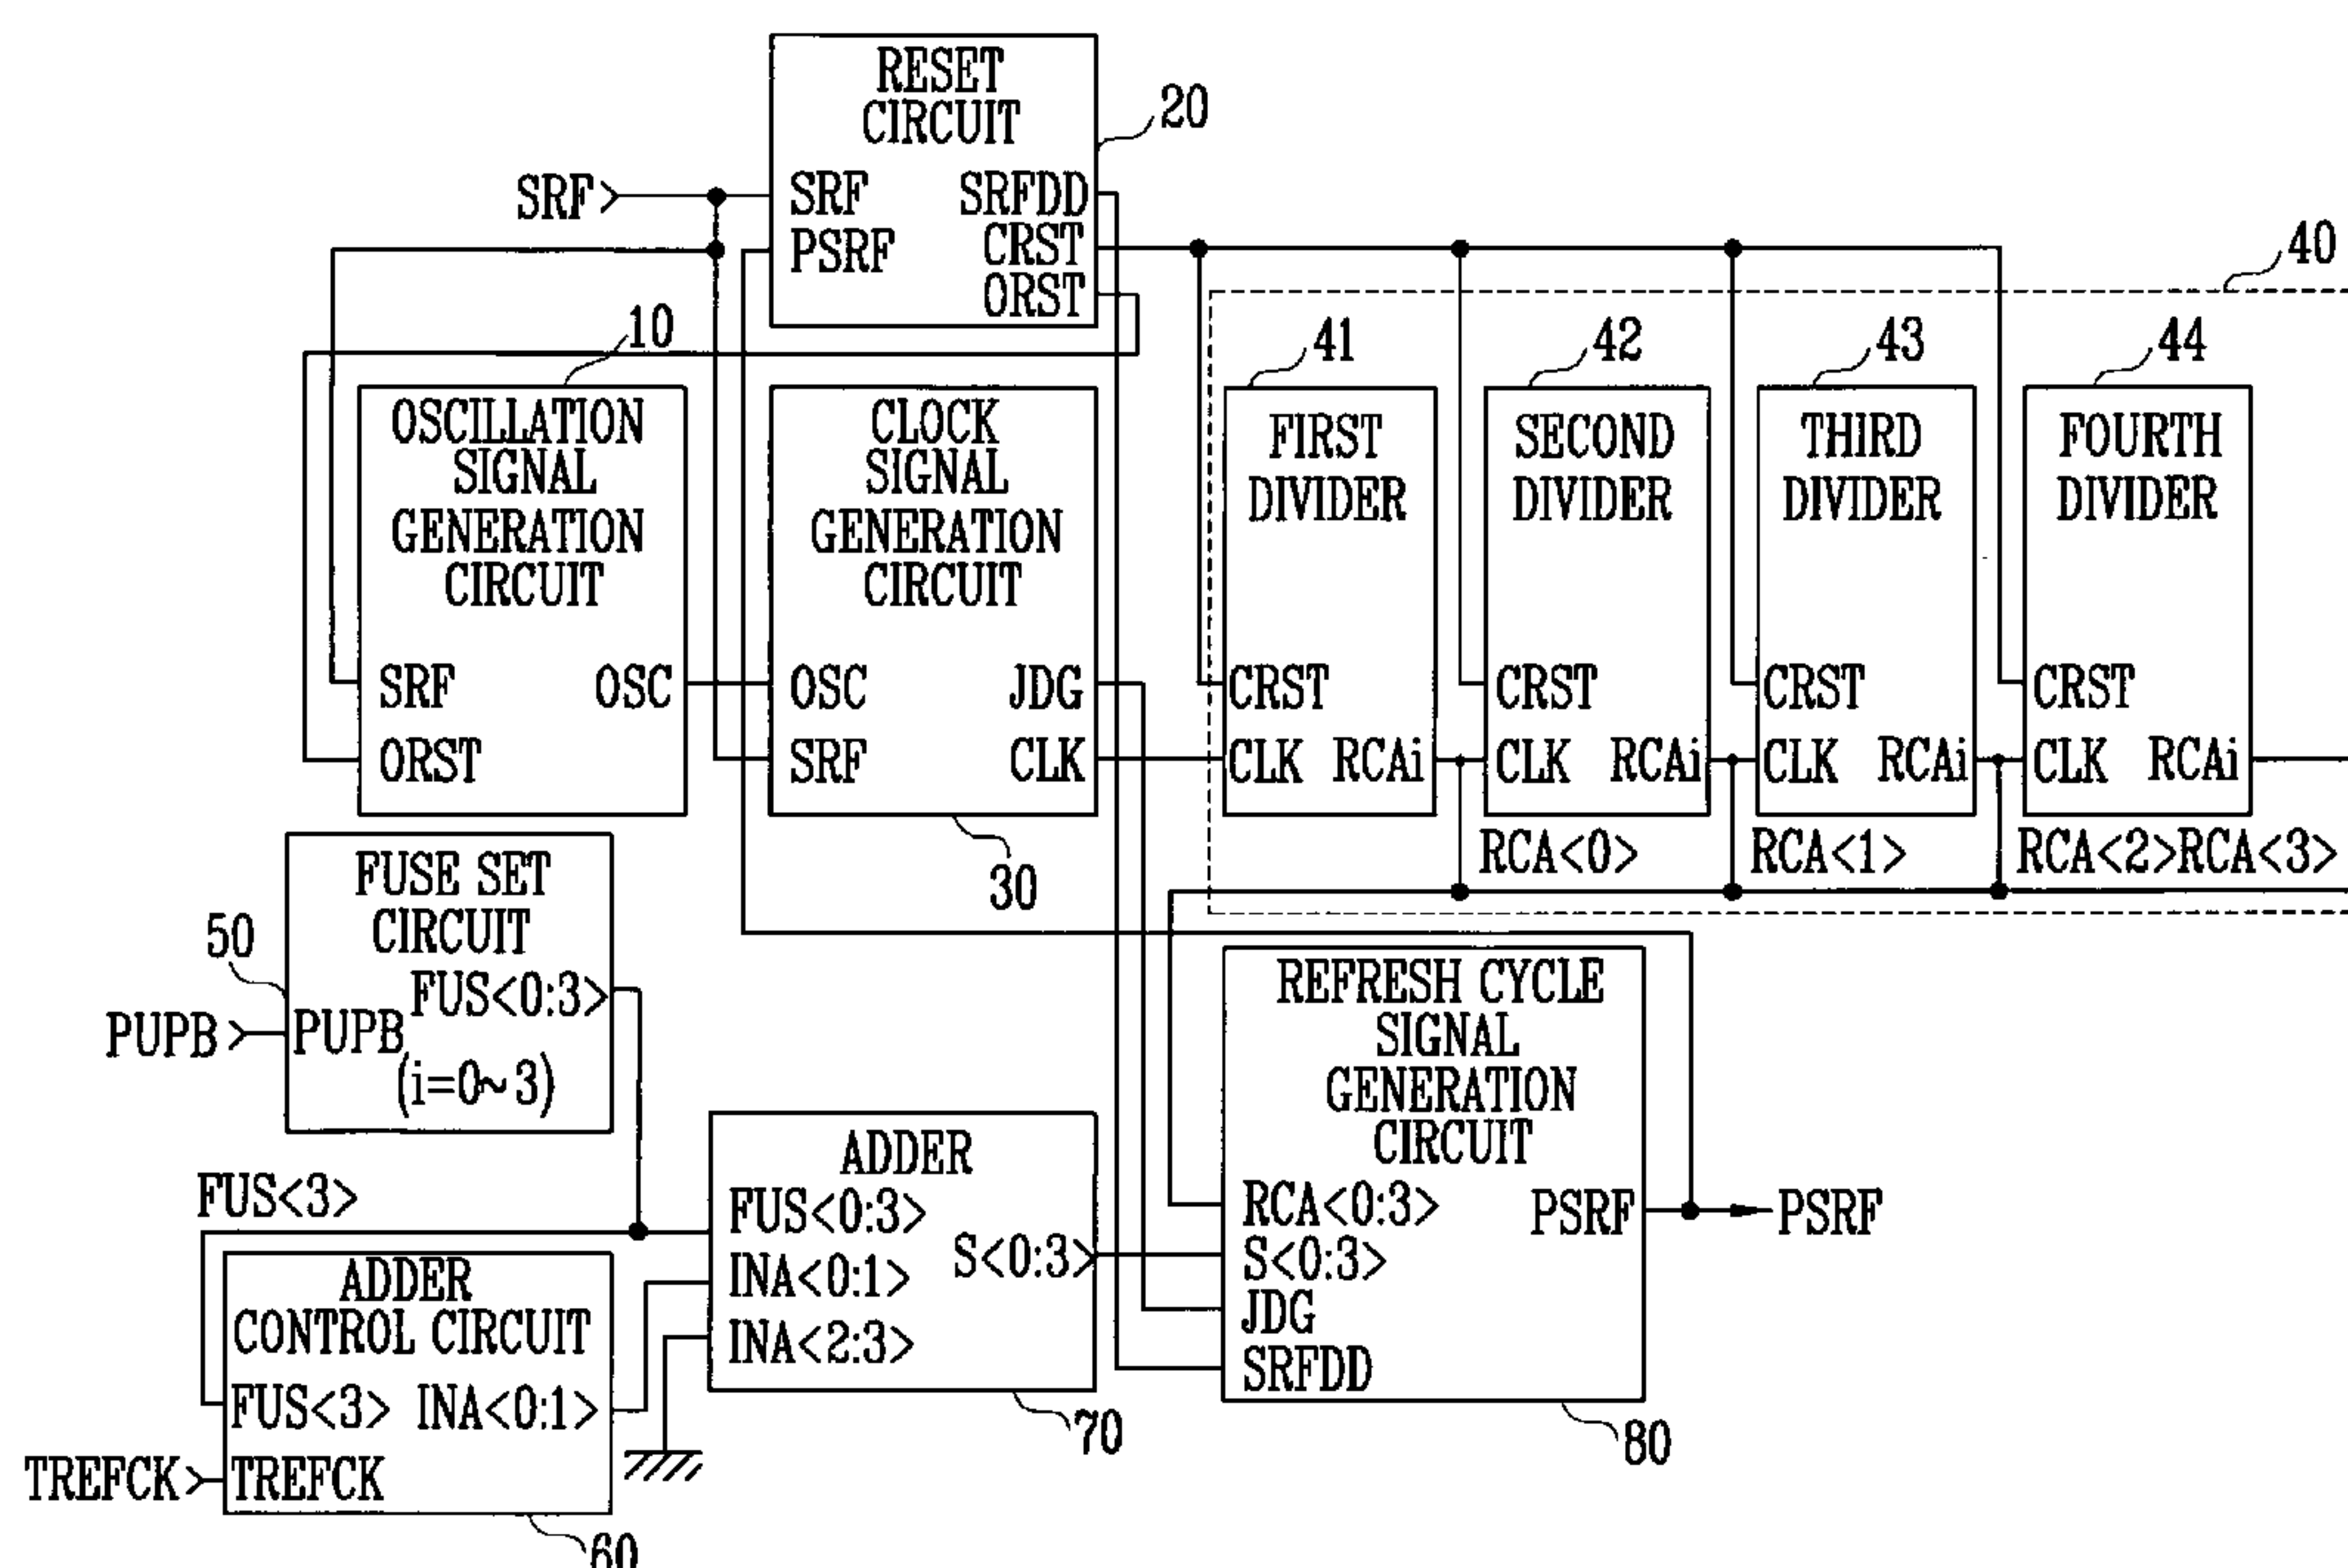 RESET
CIRCUIT
20
SRF
SRF
SRFDD
PSRF
CRST
ORST
40
10
41
42
43
44
OSCILLATION
SIGNAL
GENERATION
CIRCUIT
SRF
OSC
ORST
CLOCK
SIGNAL
GENERATION
CIRCUIT
OSC
JDG
SRF
CLK
30
FIRST
DIVIDER
CRST
CLK RCAi
SECOND
DIVIDER
CRST
CLK RCAi
THIRD
DIVIDER
CRST
CLK RCAi
FOURTH
DIVIDER
CRST
CLK RCAi
RCA<0>
RCA<1>
RCA<2>
RCA<3>
FUSE SET
CIRCUIT
50
FUS<0:3>
PUPB
PUPB
(i=0~3)
FUS<3>
ADDER
CONTROL CIRCUIT
FUS<3> INA<0:1>
TREFCK
TREFCK
60
ADDER
FUS<0:3>
INA<0:1>
S<0:3>
INA<2:3>
70
REFRESH CYCLE
SIGNAL
GENERATION
CIRCUIT
RCA<0:3>
PSRF
PSRF
S<0:3>
JDG
SRFDD
80